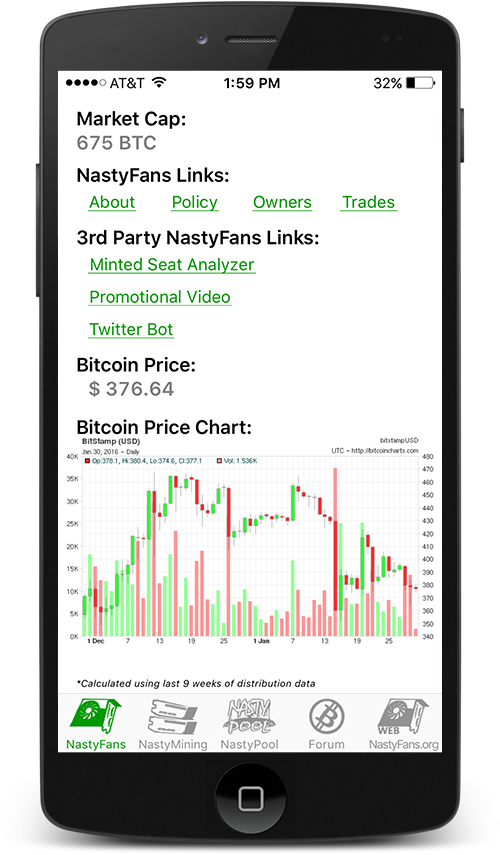 AT&T 1:59 PM 32%
Market Cap:
675 BTC
NastyFans Links:
About Policy Owners Trades
3rd Party NastyFans Links:
Minted Seat Analyzer
Promotional Video
Twitter Bot
Bitcoin Price:
$ 376.64
Bitcoin Price Chart:
BitStamp (USD) bitstampUSD
Jan 30, 2016 - Daily UTC - http://bitcoincharts.com
Op:378.1, Hi:380.4, Lo:374.6, Cl:377.1 Vol: 1.536K
40K 480
35K 470
30K 460
25K 450
20K 440
15K 430
10K 420
5K 410
0K 400
390
380
370
360
350
340
1 Dec 7 13 19 25 1 Jan 7 13 19 25
*Calculated using last 9 weeks of distribution data
NASTY
POOL
WEB
NastyFans NastyMining NastyPool Forum NastyFans.org